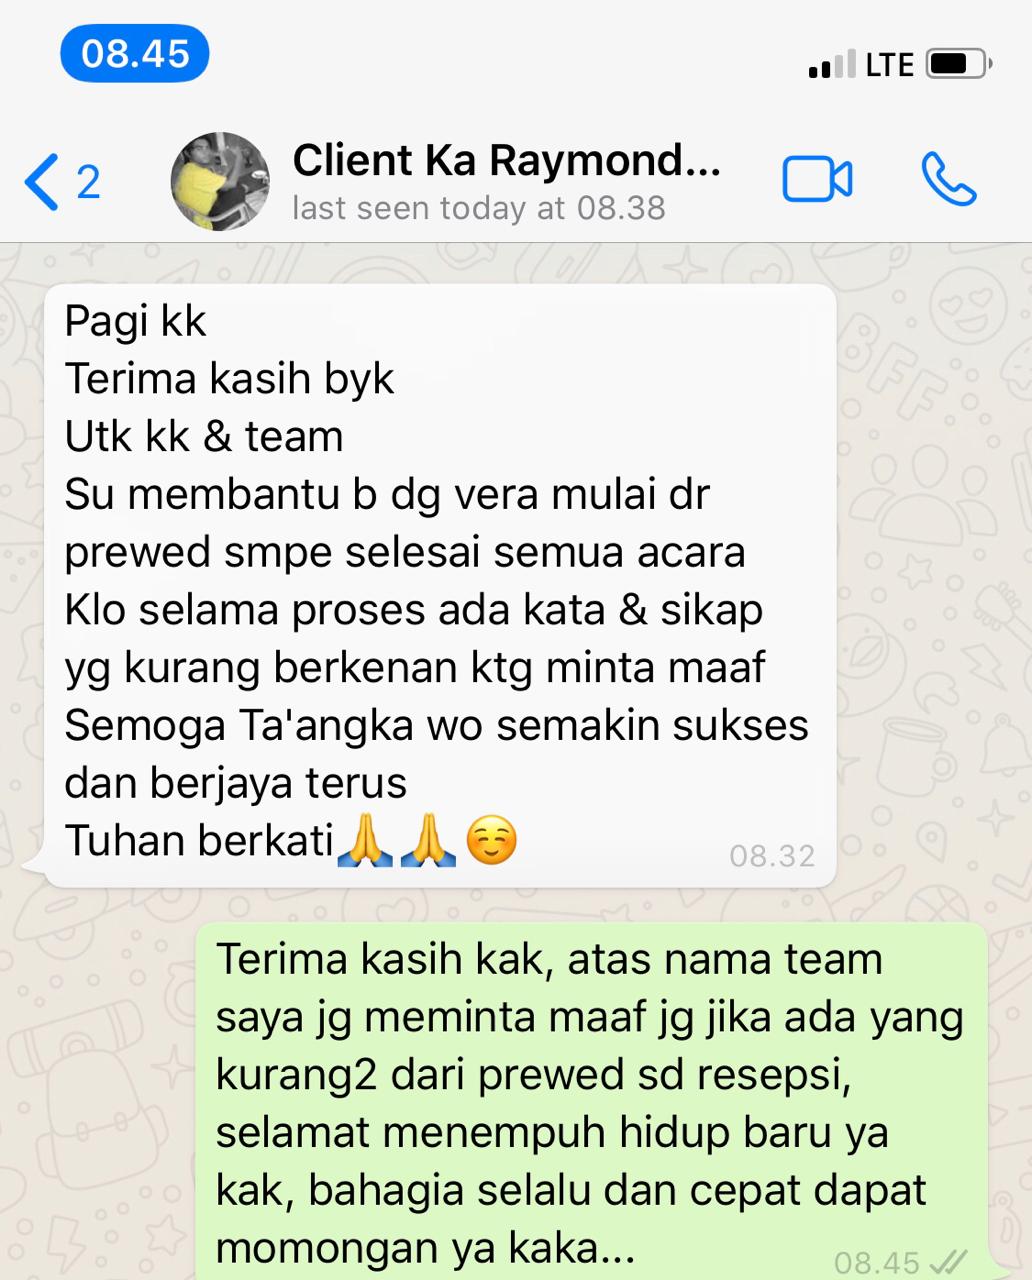 08.45
LTE
2
Client Ka Raymond...
last seen today at 08.38
Pagi kk
Terima kasih byk
Utk kk & team
Su membantu b dg vera mulai dr
prewed smpe selesai semua acara
Klo selama proses ada kata & sikap
yg kurang berkenan ktg minta maaf
Semoga Ta'angka wo semakin sukses
dan berjaya terus
Tuhan berkati🙏🙏☺️
08.32
Terima kasih kak, atas nama team
saya jg meminta maaf jg jika ada yang
kurang2 dari prewed sd resepsi,
selamat menempuh hidup baru ya
kak, bahagia selalu dan cepat dapat
momongan ya kaka...
08.45